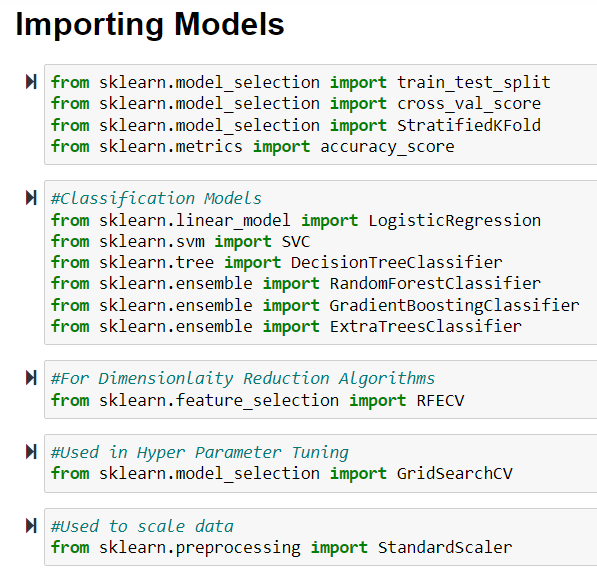 Importing Models
from sklearn.model_selection import train_test_split
from sklearn.model_selection import cross_val_score
from sklearn.model_selection import StratifiedKFold
from sklearn.metrics import accuracy_score
#Classification Models
from sklearn.linear_model import LogisticRegression
from sklearn.svm import SVC
from sklearn.tree import DecisionTreeClassifier
from sklearn.ensemble import RandomForestClassifier
from sklearn.ensemble import GradientBoostingClassifier
from sklearn.ensemble import ExtraTreesClassifier
#For Dimensionlaity Reduction Algorithms
from sklearn.feature_selection import RFECV
#Used in Hyper Parameter Tuning
from sklearn.model_selection import GridSearchCV
#Used to scale data
from sklearn.preprocessing import StandardScaler